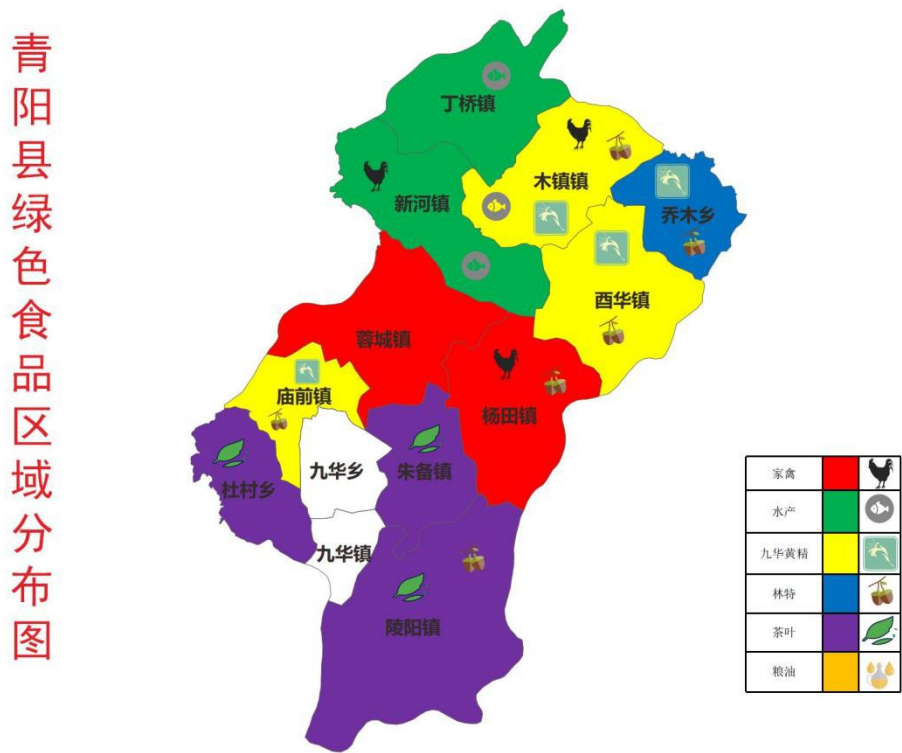 青阳县绿色食品区域分布图
丁桥镇
木镇镇
新河镇
乔木乡
酉华镇
蓉城镇
庙前镇
杨田镇
九华乡
朱备镇
杜村乡
九华镇
陵阳镇
家禽
水产
九华黄精
林特
茶叶
粮油